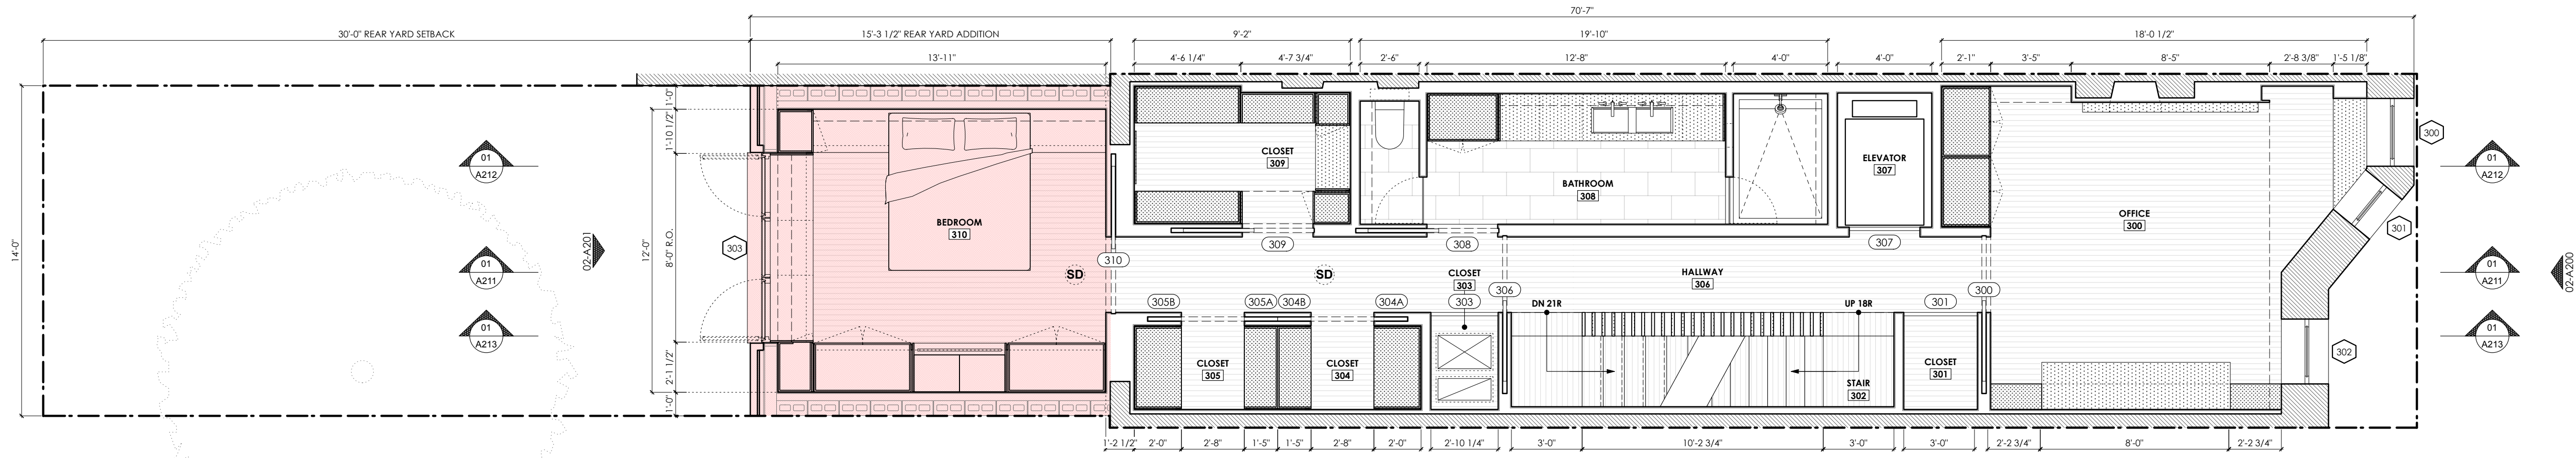 70'-7"
30'-0" REAR YARD SETBACK
15'-3 1/2" REAR YARD ADDITION
9'-2"
19'-10"
18'-0 1/2"
13'-11"
4'-6 1/4"
4'-7 3/4"
2'-6"
12'-8"
4'-0"
4'-0"
2'-1"
3'-5"
8'-5"
2'-8 3/8"
1'-5 1/8"
14'-0"
12'-0"
1'-0"
1'-10 1/2"
8'-0" R.O.
2'-1 1/2"
1'-0"
01
A212
01
A211
01
A213
02-A201
303
BEDROOM
310
SD
310
CLOSET
309
309
BATHROOM
308
308
ELEVATOR
307
307
OFFICE
300
300
301
302
01
A212
01
A211
01
A213
02-A200
SD
CLOSET
303
303
HALLWAY
306
306
300
305B
305A
304B
304A
DN 21R
UP 18R
301
CLOSET
305
CLOSET
304
STAIR
302
CLOSET
301
1'-2 1/2"
2'-0"
2'-8"
1'-5"
1'-5"
2'-8"
2'-0"
2'-10 1/4"
3'-0"
10'-2 3/4"
3'-0"
3'-0"
2'-2 3/4"
8'-0"
2'-2 3/4"